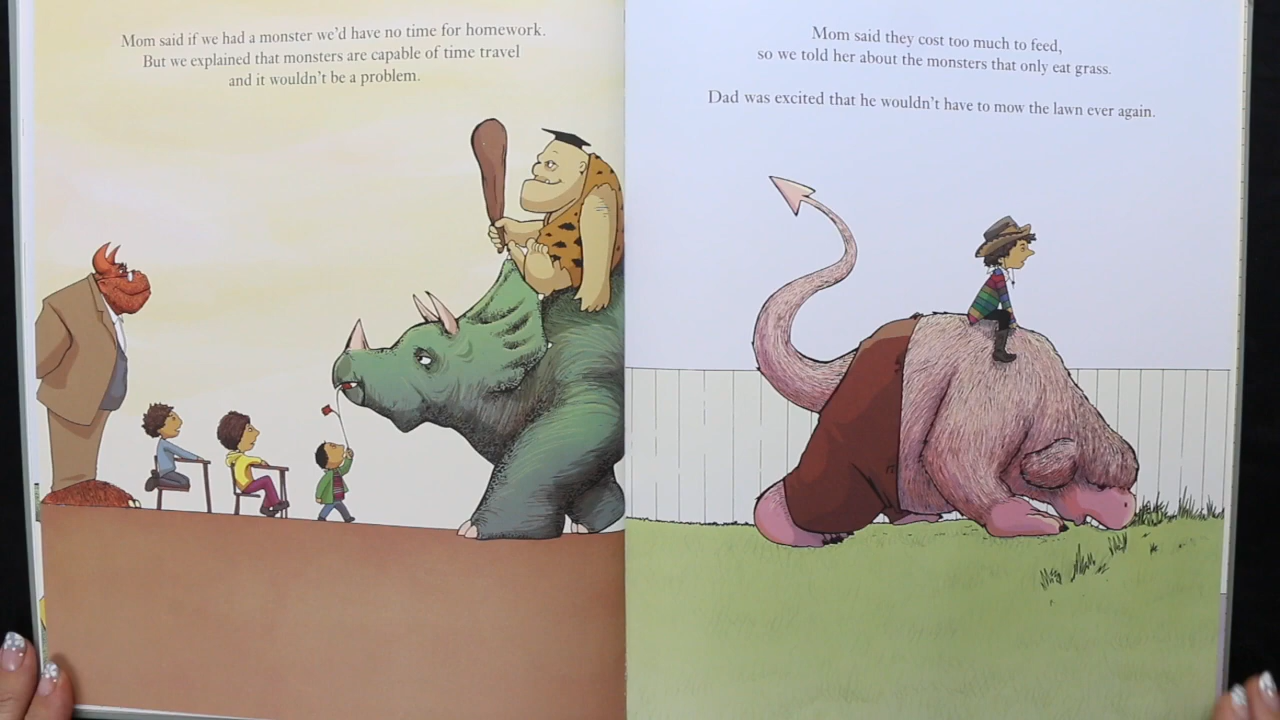 Mom said if we had a monster we'd have no time for homework.
But we explained that monsters are capable of time travel
and it wouldn't be a problem.
Mom said they cost too much to feed,
so we told her about the monsters that only eat grass.
Dad was excited that he wouldn't have to mow the lawn ever again.